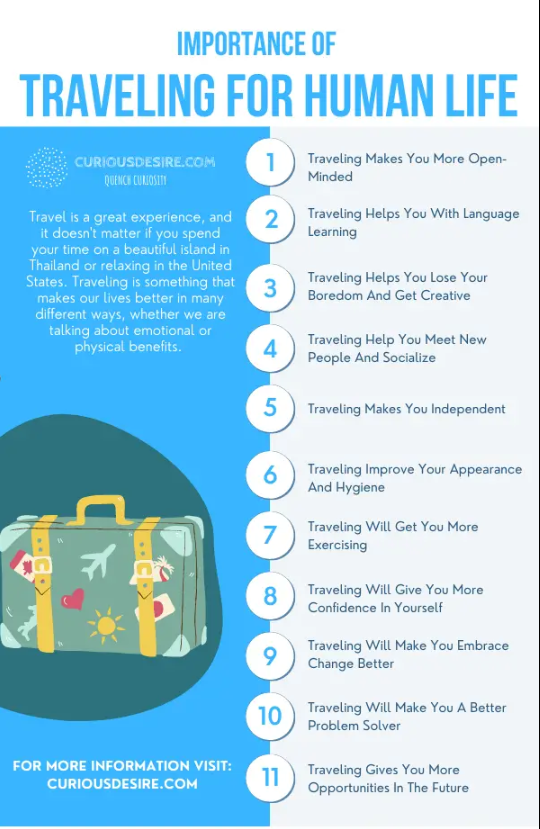 IMPORTANCE OF
TRAVELING FOR HUMAN LIFE
CURIOUSDESIRE.COM
QUENCH CURIOSITY
Travel is a great experience, and
it doesn't matter if you spend
your time on a beautiful island in
Thailand or relaxing in the United
States. Traveling is something that
makes our lives better in many
different ways, whether we are
talking about emotional or
physical benefits.
1
Traveling Makes You More Open-
Minded
2
Traveling Helps You With Language
Learning
3
Traveling Helps You Lose Your
Boredom And Get Creative
4
Traveling Help You Meet New
People And Socialize
5
Traveling Makes You Independent
6
Traveling Improve Your Appearance
And Hygiene
7
Traveling Will Get You More
Exercising
8
Traveling Will Give You More
Confidence In Yourself
9
Traveling Will Make You Embrace
Change Better
10
Traveling Will Make You A Better
Problem Solver
11
Traveling Gives You More
Opportunities In The Future
FOR MORE INFORMATION VISIT:
CURIOUSDESIRE.COM